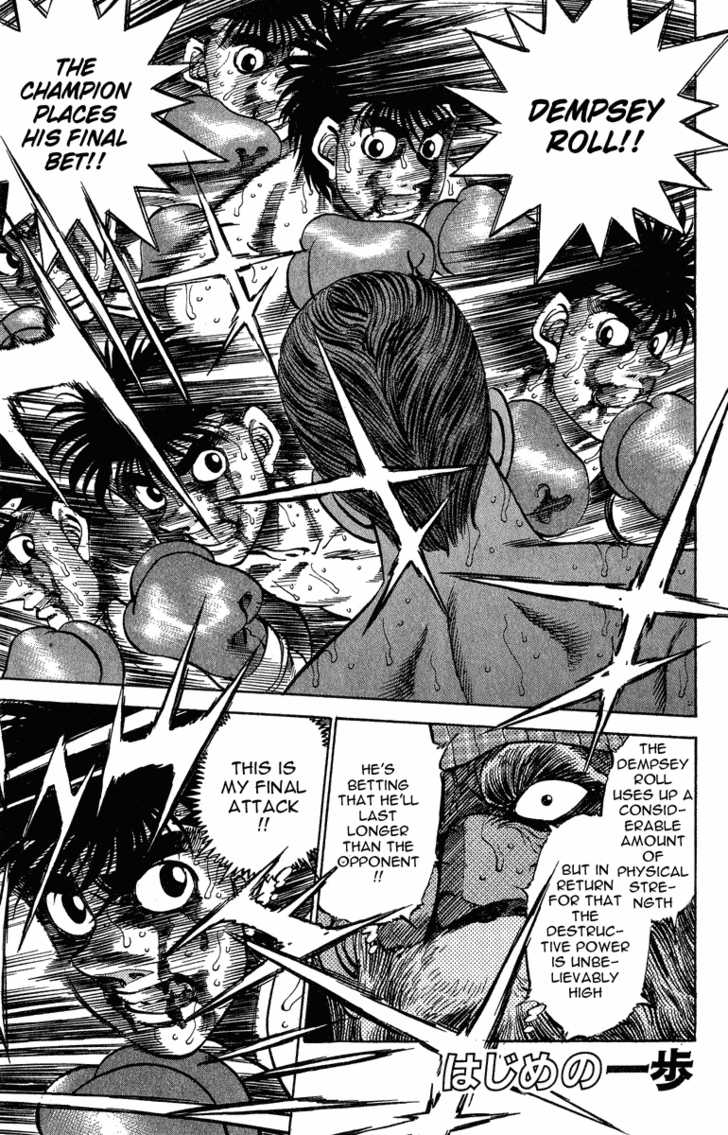 DEMPSEY
ROLL!!
THE
CHAMPION
PLACES
HIS FINAL
BET!!
THE
DEMPSEY
ROLL
USES UP A
CONSID-
ERABLE
AMOUNT
OF
PHYSICAL
STRE-
NGTH
BUT IN
RETURN
FOR THAT
THE
DESTRUC-
TIVE POWER
IS UNBE-
LIEVABLY
HIGH
HE'S
BETTING
THAT HE'LL
LAST
LONGER
THAN THE
OPPONENT
!!
THIS IS
MY FINAL
ATTACK
!!
はじめの一歩